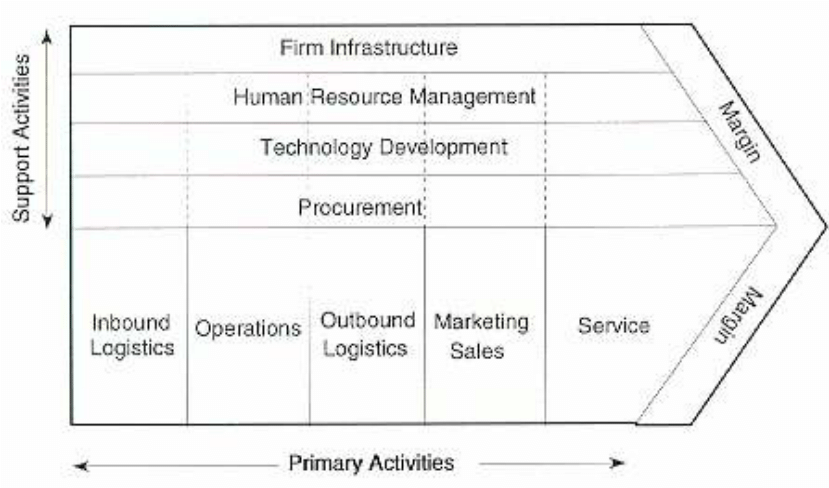 Support Activities
Firm Infrastructure
Human Resource Management
Technology Development
Procurement
Inbound
Logistics
Operations
Outbound
Logistics
Marketing
Sales
Service
Margin
Margin
Primary Activities